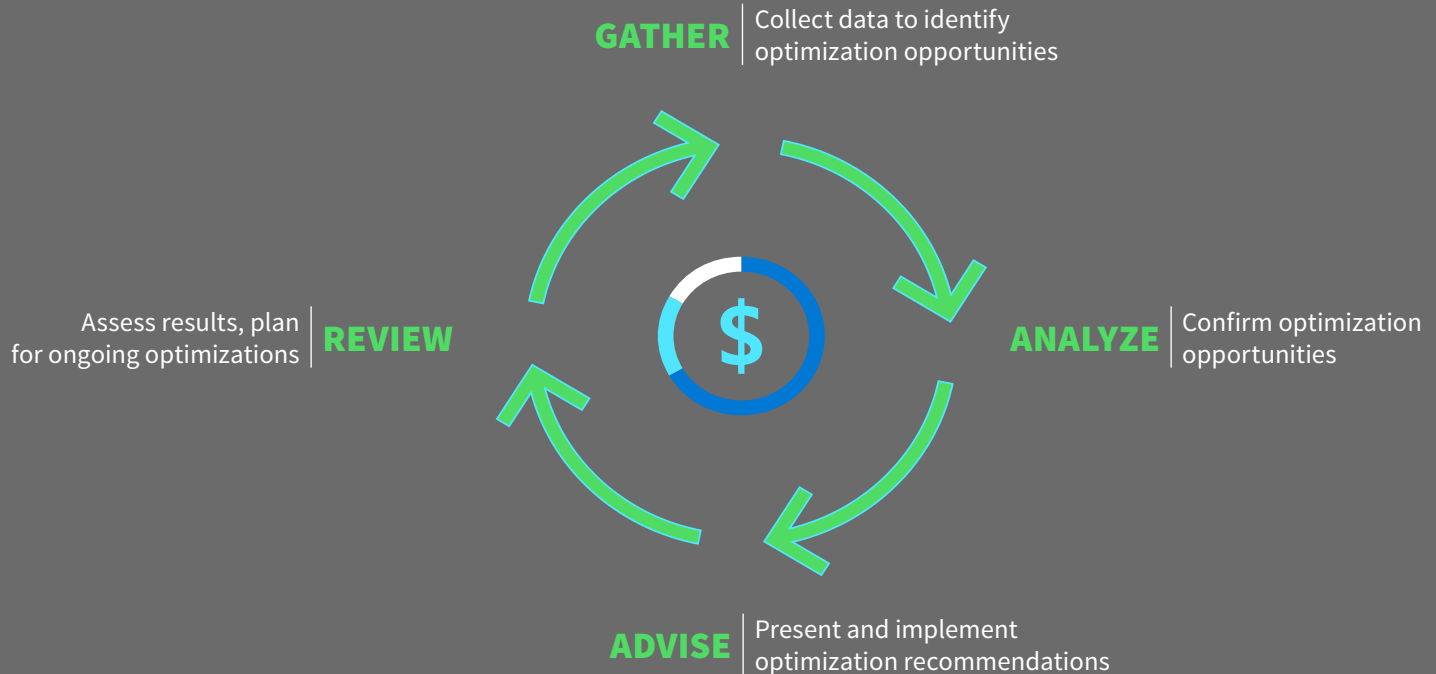 GATHER
Collect data to identify
optimization opportunities
Assess results, plan
for ongoing optimizations
REVIEW
$
ANALYZE
Confirm optimization
opportunities
ADVISE
Present and implement
optimization recommendations